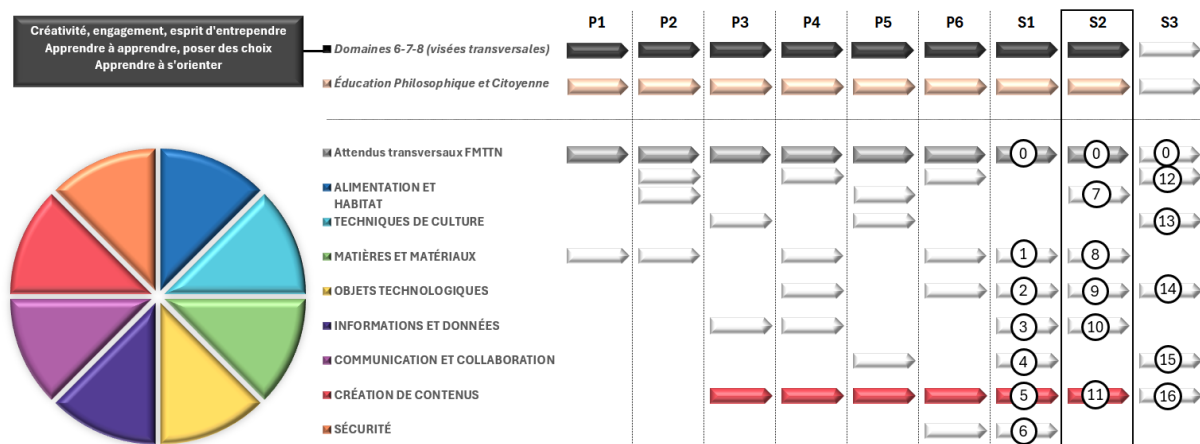 Créativité, engagement, esprit d'entrependre
Apprendre à apprendre, poser des choix
Apprendre à s'orienter
P1 P2 P3 P4 P5 P6 S1 S2 S3
Domaines 6-7-8 (visées transversales)
Éducation Philosophique et Citoyenne
Attendus transversaux FMTTN 0 0 0
12
ALIMENTATION ET 7
HABITAT
TECHNIQUES DE CULTURE 13
MATIÈRES ET MATÉRIAUX 1 8
OBJETS TECHNOLOGIQUES 2 9 14
INFORMATIONS ET DONNÉES 3 10
COMMUNICATION ET COLLABORATION 4 15
CRÉATION DE CONTENUS 5 11 16
SÉCURITÉ 6